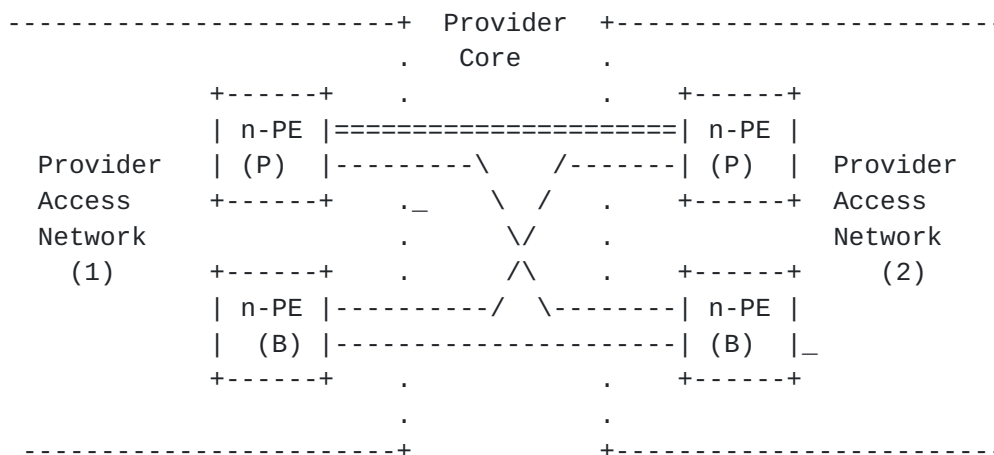 -------------------------+  Provider  +-------------------------
.   Core      .
+------+    .            .    +------+
| n-PE |======================| n-PE |
Provider   | (P)  |---------\    /-------| (P)  |  Provider
Access     +------+    ._    \  /   .    +------+  Access
Network                .      \/    .              Network
(1)      +------+    .      /\    .    +------+     (2)
| n-PE |----------/  \--------| n-PE |
|  (B) |----------------------| (B)  |_
+------+    .            .    +------+
.            .
-------------------------+            +-------------------------